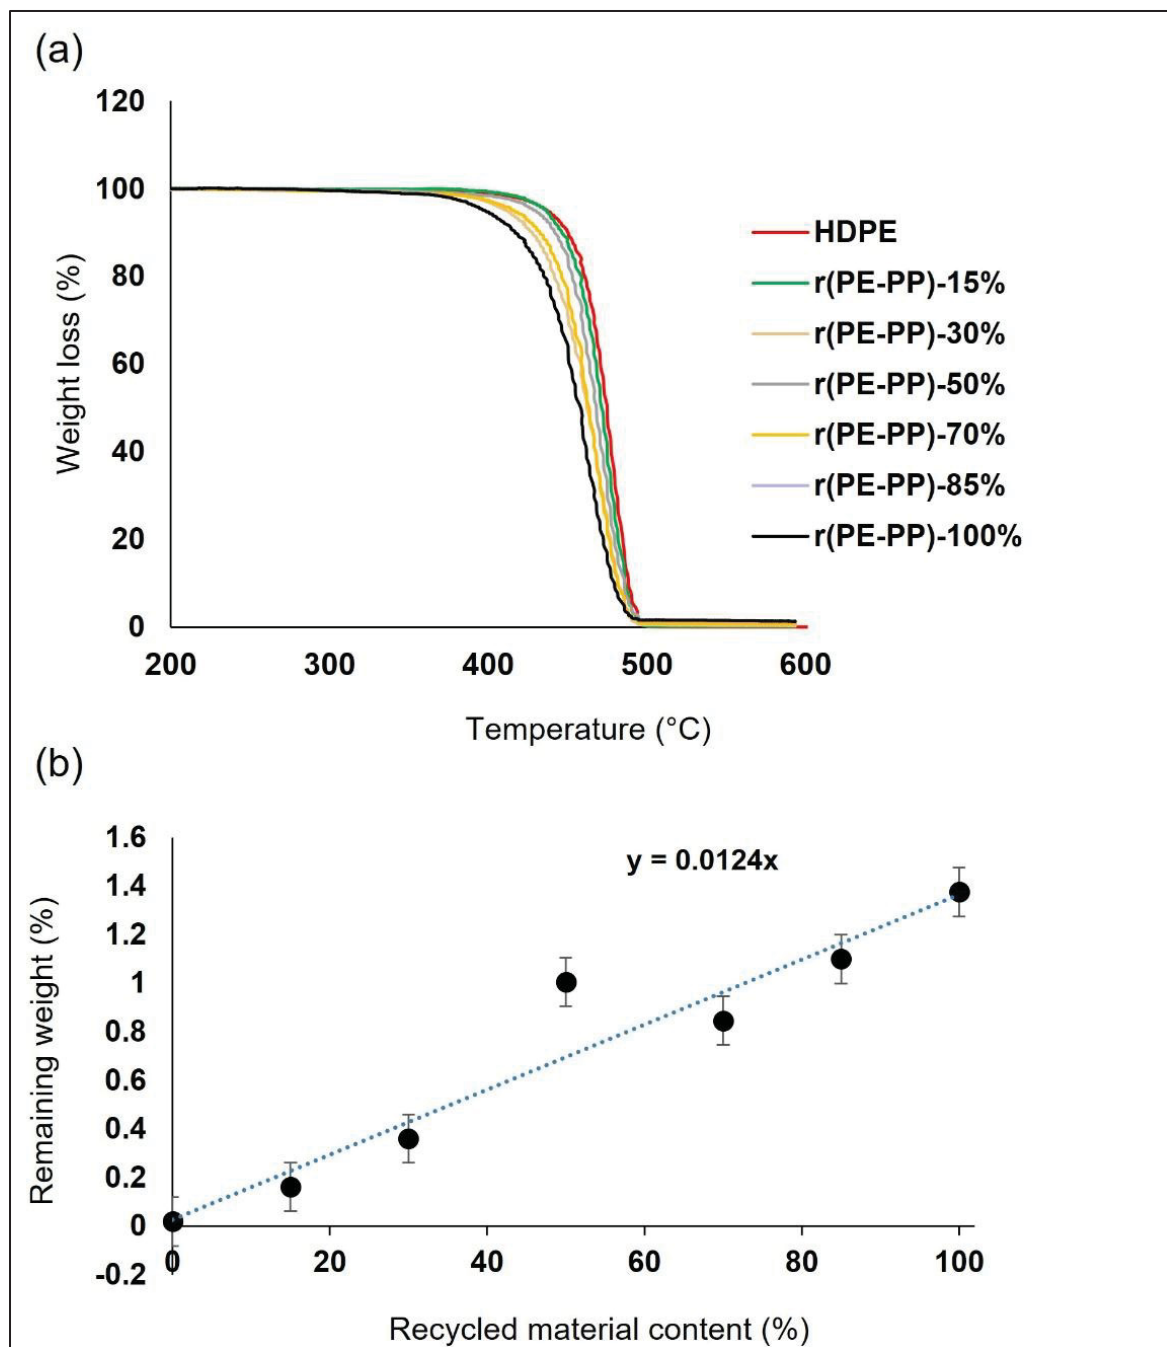 (a)
120
100
80
60
40
20
0
Weight loss (%)
200 300 400 500 600
Temperature (°C)
HDPE
r(PE-PP)-15%
r(PE-PP)-30%
r(PE-PP)-50%
r(PE-PP)-70%
r(PE-PP)-85%
r(PE-PP)-100%
(b)
1.6
1.4
1.2
1
0.8
0.6
0.4
0.2
0
-0.2
Remaining weight (%)
y = 0.0124x
0 20 40 60 80 100
Recycled material content (%)